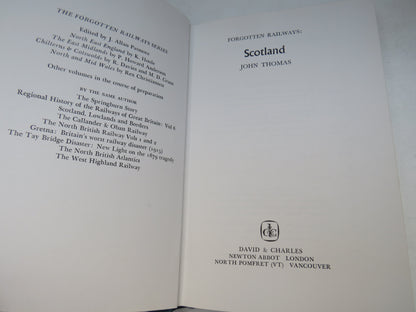 THE FORGOTTEN RAILWAYS SERIES
Edited by J. Allan Patmore
North East England by K. Hoole
The East Midlands by P. Howard Anderson
Chilterns & Cotswolds by R. Davies and M. D. Grant
North and Mid Wales by Rex Christiansen
Other volumes in the course of preparation
BY THE SAME AUTHOR
The Springburn Story
Regional History of the Railways of Great Britain: Vol 6
Scotland, Lowlands and Borders
The Callander & Oban Railway
The North British Railway Vols 1 and 2
Gretna: Britain's worst railway disaster (1915)
The Tay Bridge Disaster: New Light on the 1879 tragedy
The North British Atlantics
The West Highland Railway
FORGOTTEN RAILWAYS:
Scotland
JOHN THOMAS
DAVID & CHARLES
NEWTON ABBOT LONDON
NORTH POMFRET (VT) VANCOUVER